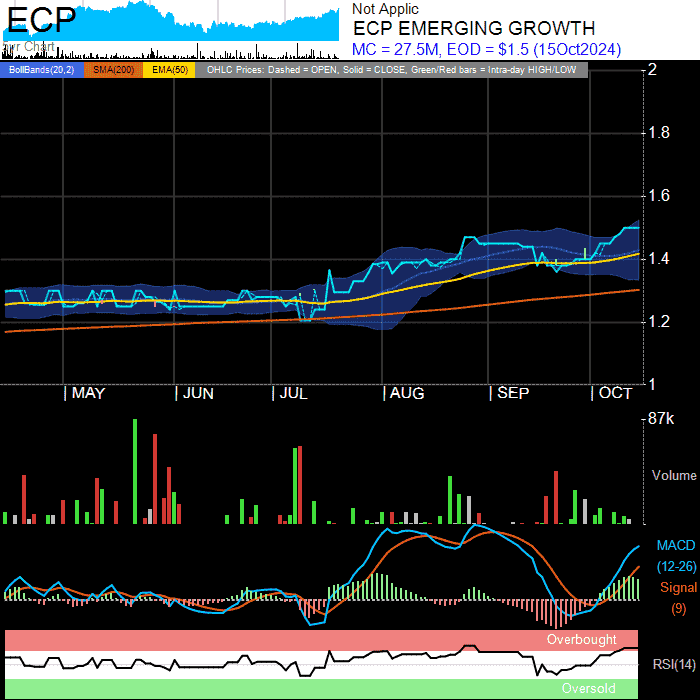 ECP
Not Applic
ECP EMERGING GROWTH
MC = 27.5M, EOD = $1.5 (15Oct2024)
yr Chart
BollBands(20,2) SMA(200) EMA(50) OHLC Prices: Dashed = OPEN, Solid = CLOSE, Green/Red bars = Intra-day HIGH/LOW
2
1.8
1.6
1.4
1.2
1
MAY JUN JUL AUG SEP OCT
87k
Volume
MACD
(12-26)
Signal
(9)
Overbought
RSI(14)
Oversold